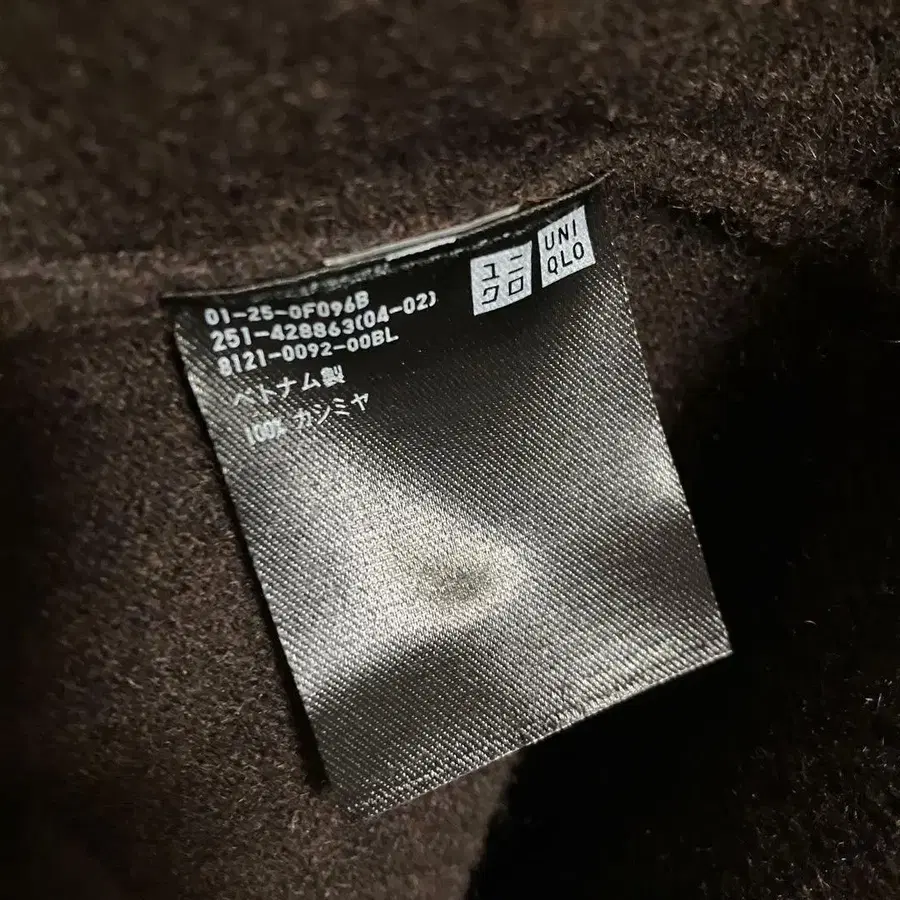 01-25-0F096B
251-428863(04-02)
8121-0092-00BL
ベトナム製
100% カシミヤ
ユニ
クロ
UNI
QLO